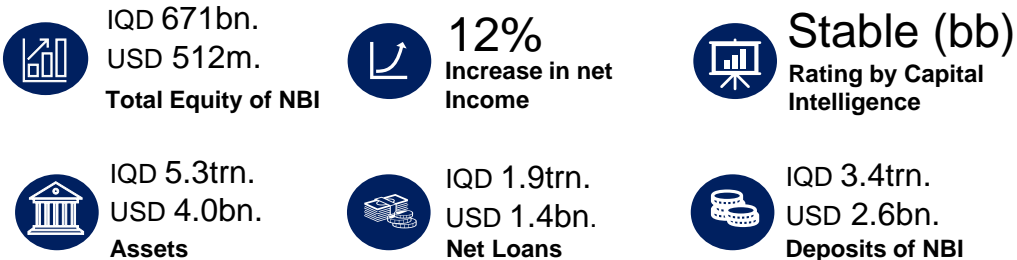 IQD 671bn.
USD 512m.
Total Equity of NBI
12%
Increase in net
Income
Stable (bb)
Rating by Capital
Intelligence
IQD 5.3trn.
USD 4.0bn.
Assets
IQD 1.9trn.
USD 1.4bn.
Net Loans
IQD 3.4trn.
USD 2.6bn.
Deposits of NBI